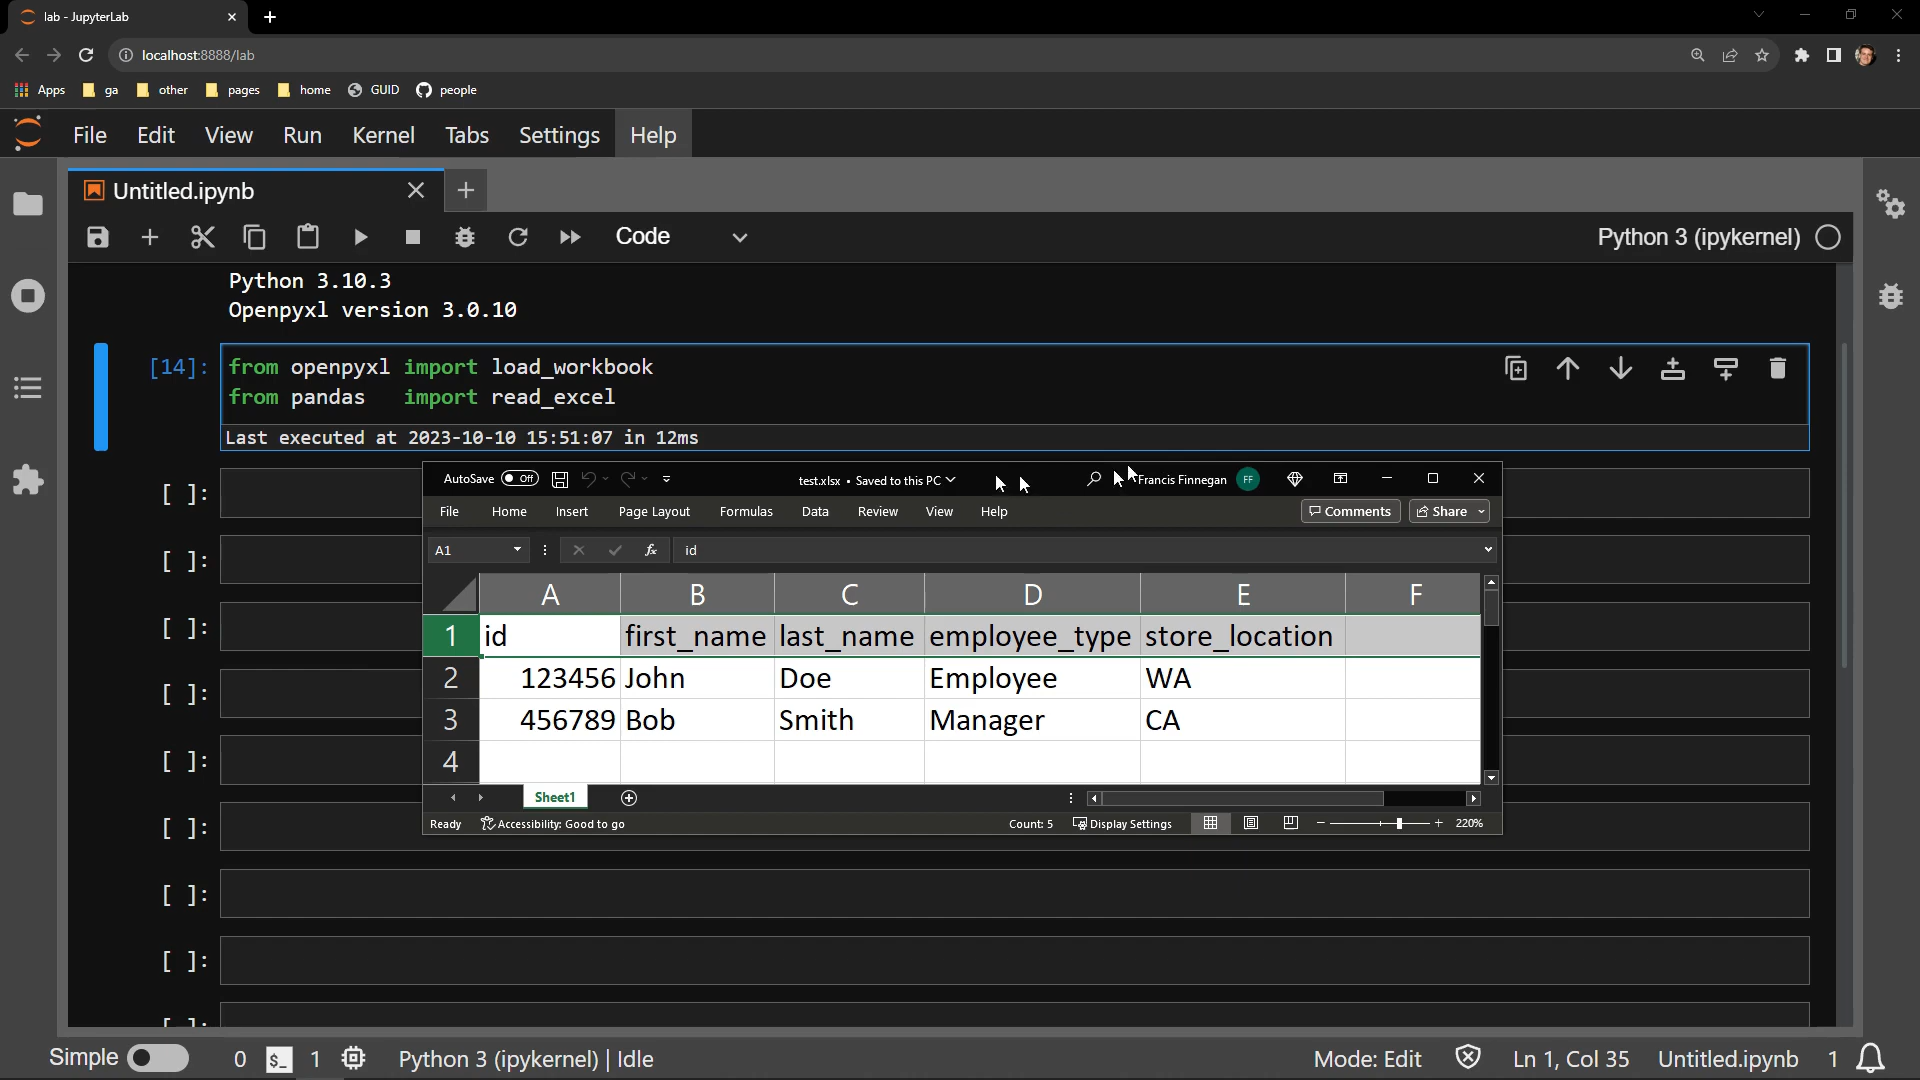 lab - JupyterLab
localhost:8888/lab
Apps ga other pages home GUID people
File Edit View Run Kernel Tabs Settings Help
Untitled.ipynb
Code
Python 3 (ipykernel)
Python 3.10.3
Openpyxl version 3.0.10
[14]: from openpyxl import load_workbook
from pandas   import read_excel
Last executed at 2023-10-10 15:51:07 in 12ms
[ ]:
AutoSave Off test.xlsx • Saved to this PC Francis Finnegan FF
File Home Insert Page Layout Formulas Data Review View Help Comments Share
[ ]:
A1 fx id
A B C D E F
[ ]:
1 id first_name last_name employee_type store_location
2 123456 John Doe Employee WA
[ ]:
3 456789 Bob Smith Manager CA
4
[ ]:
Sheet1
Ready Accessibility: Good to go Count: 5 Display Settings 220%
[ ]:
[ ]:
[ ]:
[ ]:
Simple 0 $_ 1 Python 3 (ipykernel) | Idle Mode: Edit Ln 1, Col 35 Untitled.ipynb 1